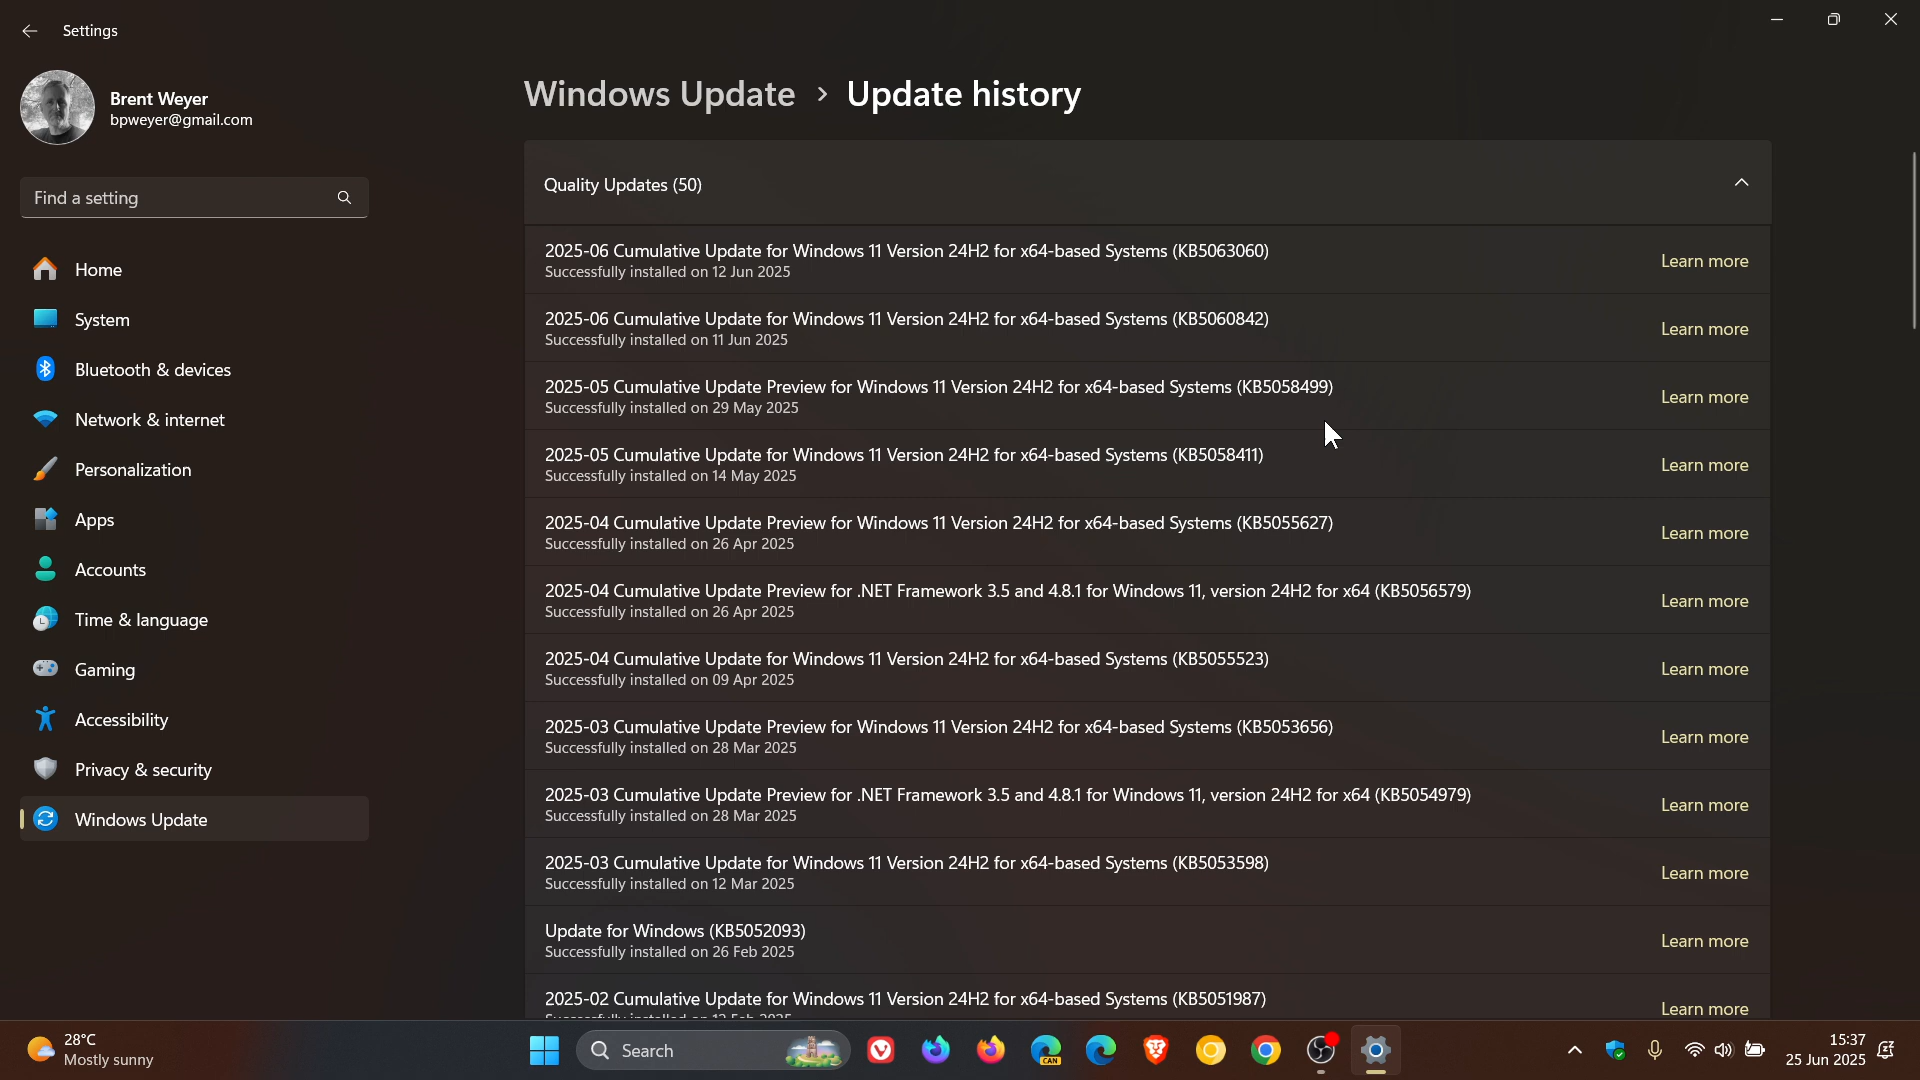 Settings
Brent Weyer
bpweyer@gmail.com
Find a setting
Home
System
Bluetooth & devices
Network & internet
Personalization
Apps
Accounts
Time & language
Gaming
Accessibility
Privacy & security
Windows Update
Windows Update › Update history
Quality Updates (50)
2025-06 Cumulative Update for Windows 11 Version 24H2 for x64-based Systems (KB5063060)
Successfully installed on 12 Jun 2025
Learn more
2025-06 Cumulative Update for Windows 11 Version 24H2 for x64-based Systems (KB5060842)
Successfully installed on 11 Jun 2025
Learn more
2025-05 Cumulative Update Preview for Windows 11 Version 24H2 for x64-based Systems (KB5058499)
Successfully installed on 29 May 2025
Learn more
2025-05 Cumulative Update for Windows 11 Version 24H2 for x64-based Systems (KB5058411)
Successfully installed on 14 May 2025
Learn more
2025-04 Cumulative Update Preview for Windows 11 Version 24H2 for x64-based Systems (KB5055627)
Successfully installed on 26 Apr 2025
Learn more
2025-04 Cumulative Update Preview for .NET Framework 3.5 and 4.8.1 for Windows 11, version 24H2 for x64 (KB5056579)
Successfully installed on 26 Apr 2025
Learn more
2025-04 Cumulative Update for Windows 11 Version 24H2 for x64-based Systems (KB5055523)
Successfully installed on 09 Apr 2025
Learn more
2025-03 Cumulative Update Preview for Windows 11 Version 24H2 for x64-based Systems (KB5053656)
Successfully installed on 28 Mar 2025
Learn more
2025-03 Cumulative Update Preview for .NET Framework 3.5 and 4.8.1 for Windows 11, version 24H2 for x64 (KB5054979)
Successfully installed on 28 Mar 2025
Learn more
2025-03 Cumulative Update for Windows 11 Version 24H2 for x64-based Systems (KB5053598)
Successfully installed on 12 Mar 2025
Learn more
Update for Windows (KB5052093)
Successfully installed on 26 Feb 2025
Learn more
2025-02 Cumulative Update for Windows 11 Version 24H2 for x64-based Systems (KB5051987)
Successfully installed on 12 Feb 2025
Learn more
28°C
Mostly sunny
Search
CAN
15:37
25 Jun 2025